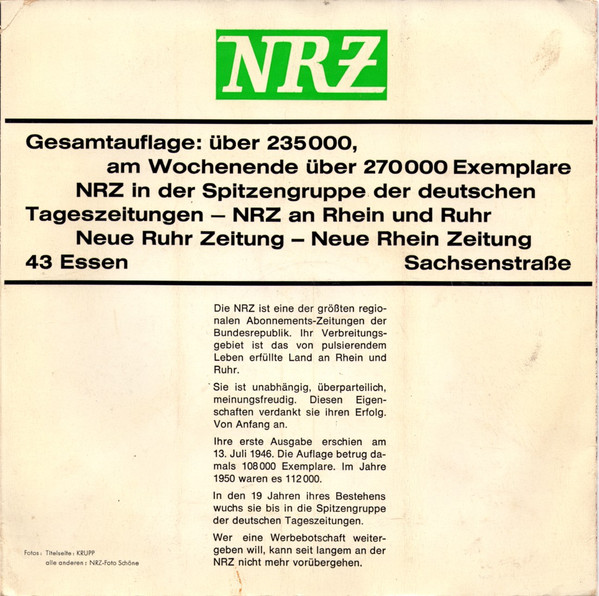 NRZ
Gesamtauflage: über 235000,
am Wochenende über 270000 Exemplare
NRZ in der Spitzengruppe der deutschen
Tageszeitungen – NRZ an Rhein und Ruhr
Neue Ruhr Zeitung – Neue Rhein Zeitung
43 Essen Sachsenstraße
Die NRZ ist eine der größten regio-
nalen Abonnements-Zeitungen der
Bundesrepublik. Ihr Verbreitungs-
gebiet ist das von pulsierendem
Leben erfüllte Land an Rhein und
Ruhr.
Sie ist unabhängig, überparteilich,
meinungsfreudig. Diesen Eigen-
schaften verdankt sie ihren Erfolg.
Von Anfang an.
Ihre erste Ausgabe erschien am
13. Juli 1946. Die Auflage betrug da-
mals 108000 Exemplare. Im Jahre
1950 waren es 112000.
In den 19 Jahren ihres Bestehens
wuchs sie bis in die Spitzengruppe
der deutschen Tageszeitungen.
Wer eine Werbebotschaft weiter-
geben will, kann seit langem an der
NRZ nicht mehr vorübergehen.
Fotos: Titelseite: KRUPP
alle anderen: NRZ-Foto Schöne